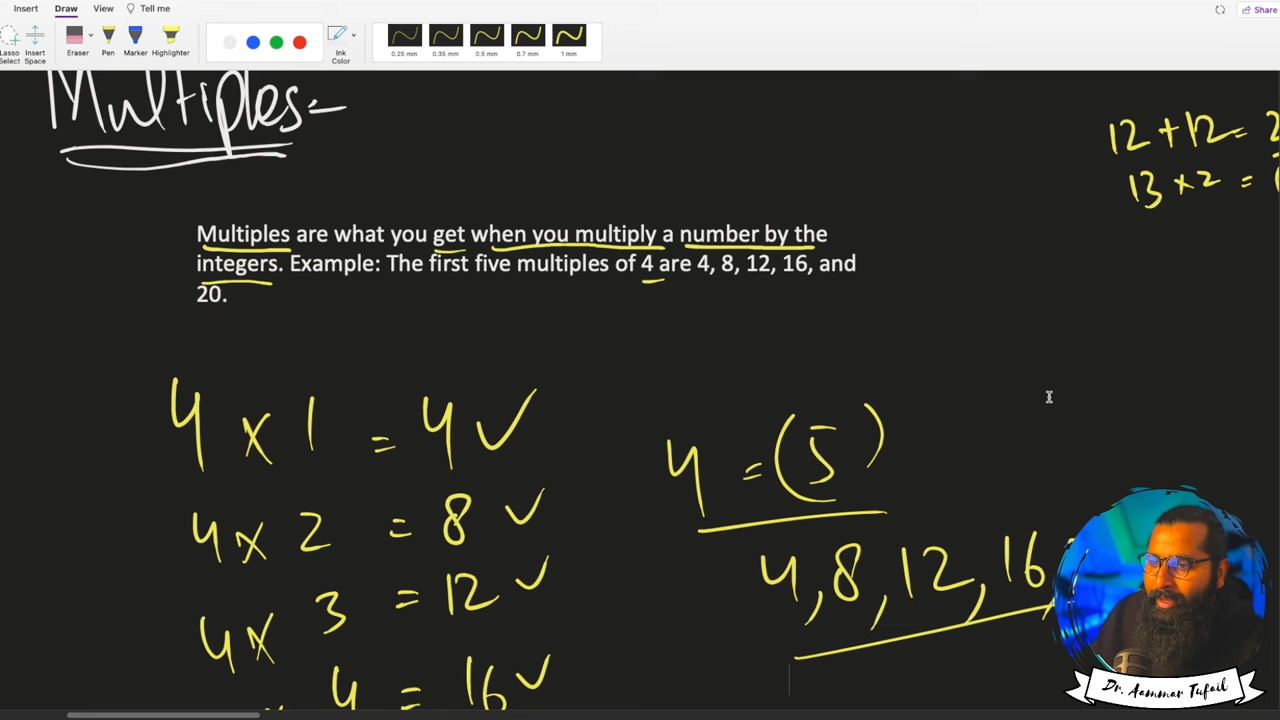 Insert Draw View Tell me
Share
Lasso Select
Insert Space
Eraser
Pen
Marker
Highlighter
Ink Color
0.25 mm
0.35 mm
0.5 mm
0.7 mm
1 mm
Multiples-
12 + 12 = 2
13 × 2 =
Multiples are what you get when you multiply a number by the
integers. Example: The first five multiples of 4 are 4, 8, 12, 16, and
20.
4 × 1 = 4 ✓
4 × 2 = 8 ✓
4 × 3 = 12 ✓
4 = 16 ✓
4 = (5)
4, 8, 12, 16,
Dr. Aammar Tufail